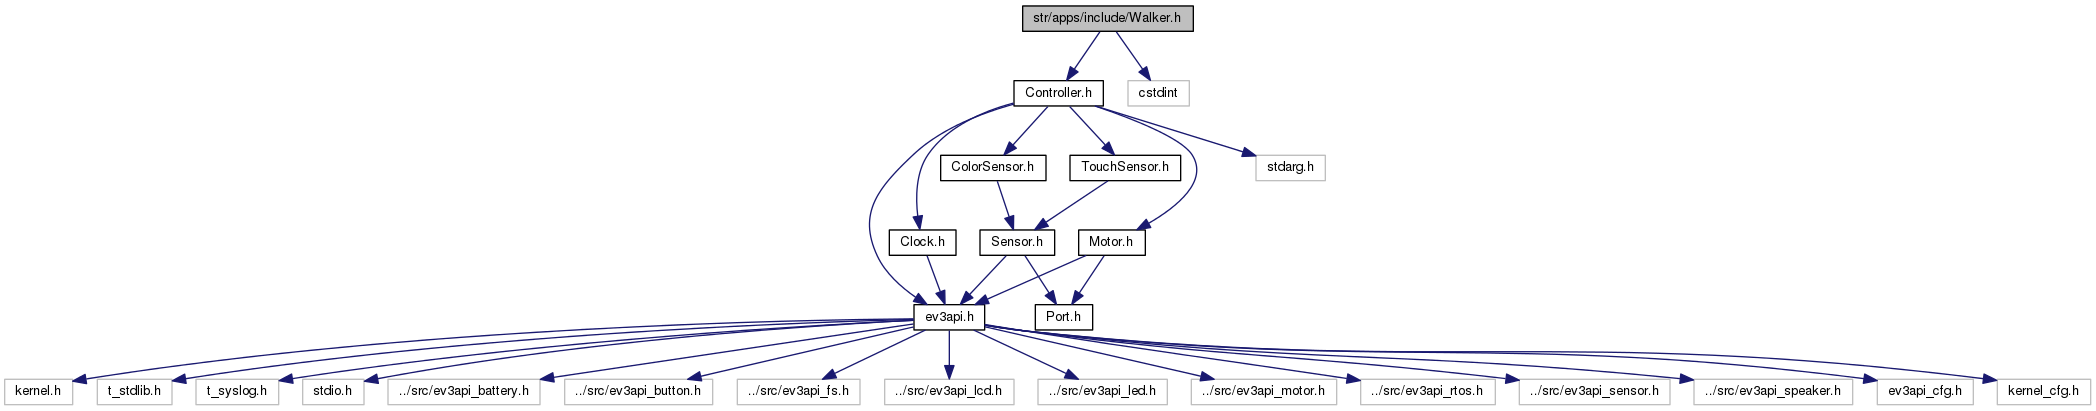 str/apps/include/Walker.h
Controller.h
cstdint
ColorSensor.h
TouchSensor.h
stdarg.h
Clock.h
Sensor.h
Motor.h
ev3api.h
Port.h
kernel.h
t_stdlib.h
t_syslog.h
stdio.h
../src/ev3api_battery.h
../src/ev3api_button.h
../src/ev3api_fs.h
../src/ev3api_lcd.h
../src/ev3api_led.h
../src/ev3api_motor.h
../src/ev3api_rtos.h
../src/ev3api_sensor.h
../src/ev3api_speaker.h
ev3api_cfg.h
kernel_cfg.h